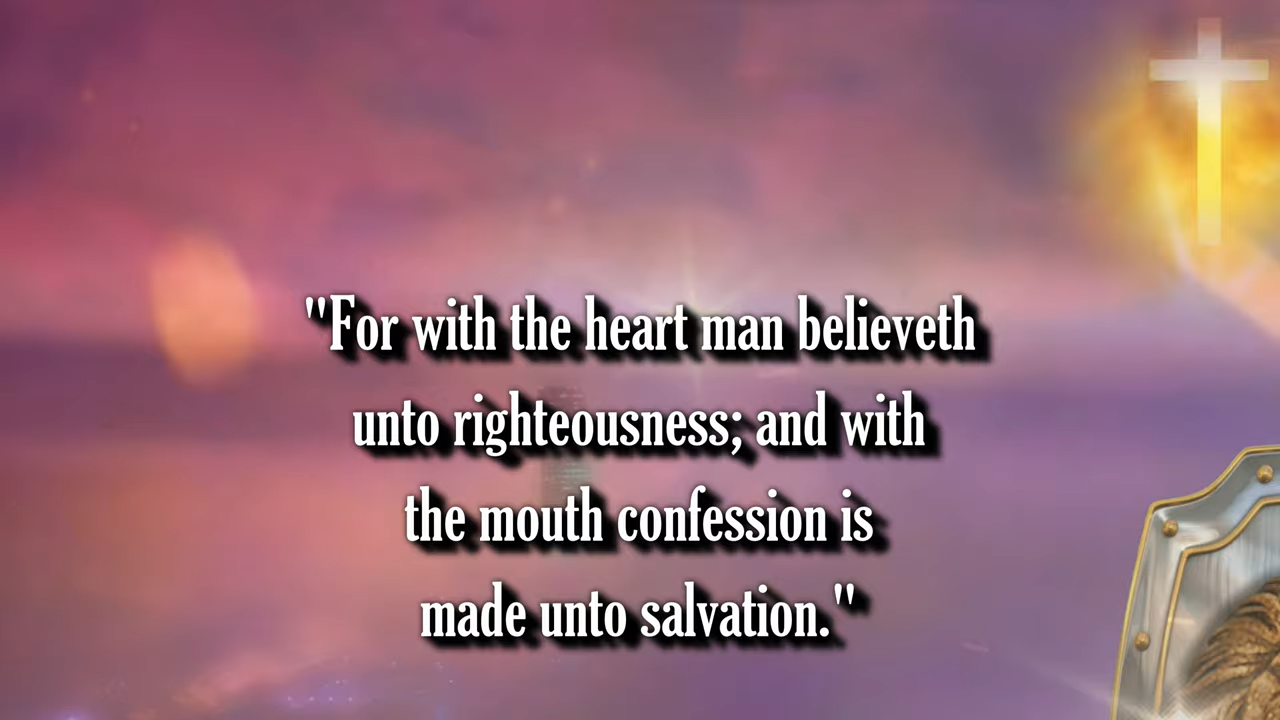 "For with the heart man believeth
unto righteousness; and with
the mouth confession is
made unto salvation."